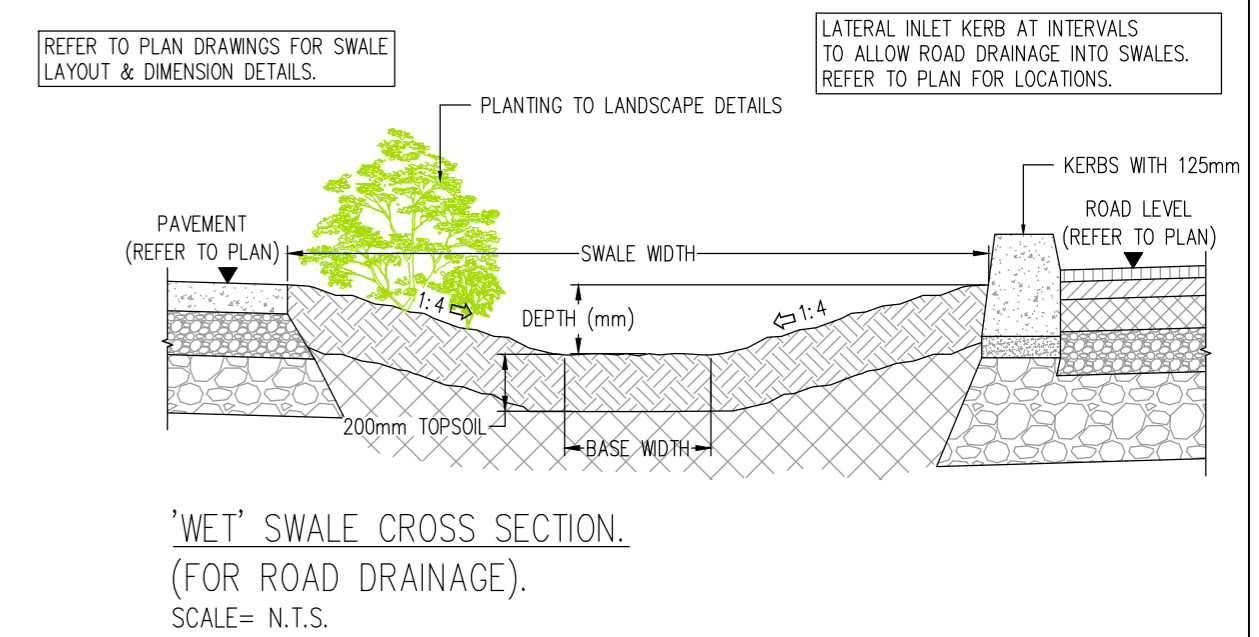 REFER TO PLAN DRAWINGS FOR SWALE
LAYOUT & DIMENSION DETAILS.
LATERAL INLET KERB AT INTERVALS
TO ALLOW ROAD DRAINAGE INTO SWALES.
REFER TO PLAN FOR LOCATIONS.
PLANTING TO LANDSCAPE DETAILS
KERBS WITH 125mm
PAVEMENT
(REFER TO PLAN)
ROAD LEVEL
(REFER TO PLAN)
SWALE WIDTH
1:4
DEPTH (mm)
1:4
200mm TOPSOIL
BASE WIDTH
'WET' SWALE CROSS SECTION.
(FOR ROAD DRAINAGE).
SCALE= N.T.S.